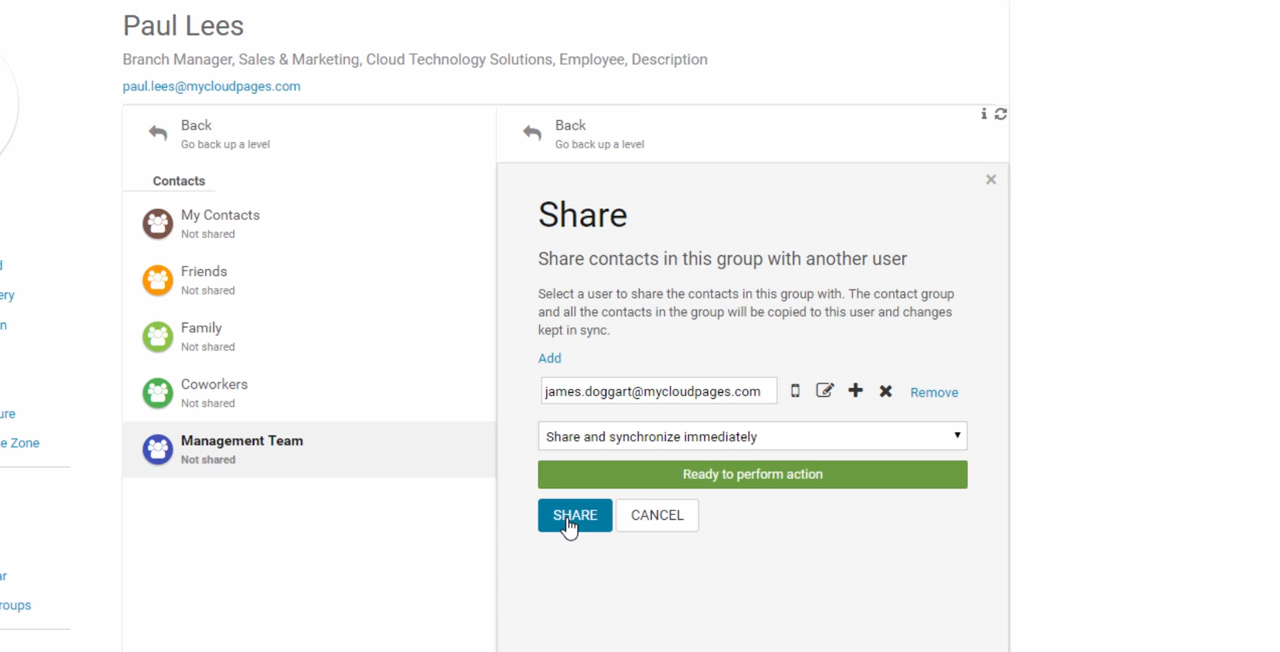 Paul Lees
Branch Manager, Sales & Marketing, Cloud Technology Solutions, Employee, Description
paul.lees@mycloudpages.com
Back
Go back up a level
Contacts
My Contacts
Not shared
Friends
Not shared
Family
Not shared
Coworkers
Not shared
Management Team
Not shared
Back
Go back up a level
Share
Share contacts in this group with another user
Select a user to share the contacts in this group with. The contact group
and all the contacts in the group will be copied to this user and changes
kept in sync.
Add
james.doggart@mycloudpages.com
Remove
Share and synchronize immediately
Ready to perform action
SHARE CANCEL